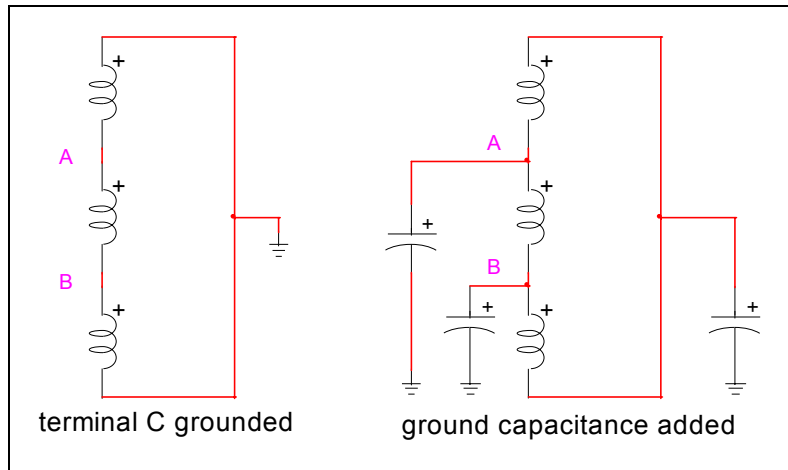 +
A
+
B
+
terminal C grounded
+
A
+
+
B
+
+
+
ground capacitance added